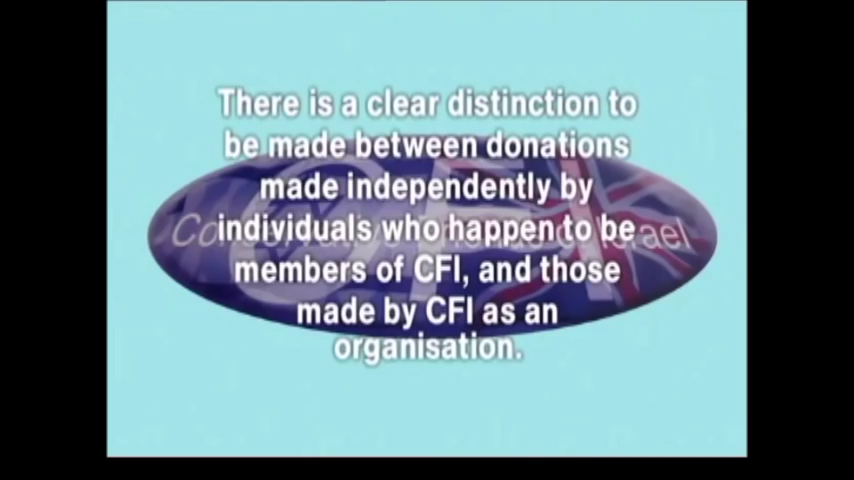 There is a clear distinction to
be made between donations
made independently by
individuals who happen to be
members of CFI, and those
made by CFI as an
organisation.